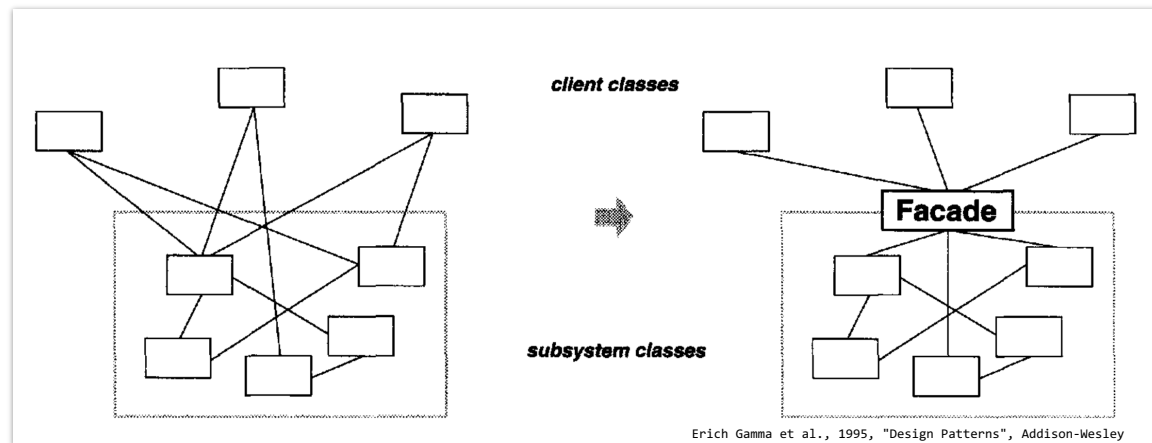 client classes
Facade
subsystem classes
Erich Gamma et al., 1995, "Design Patterns", Addison-Wesley